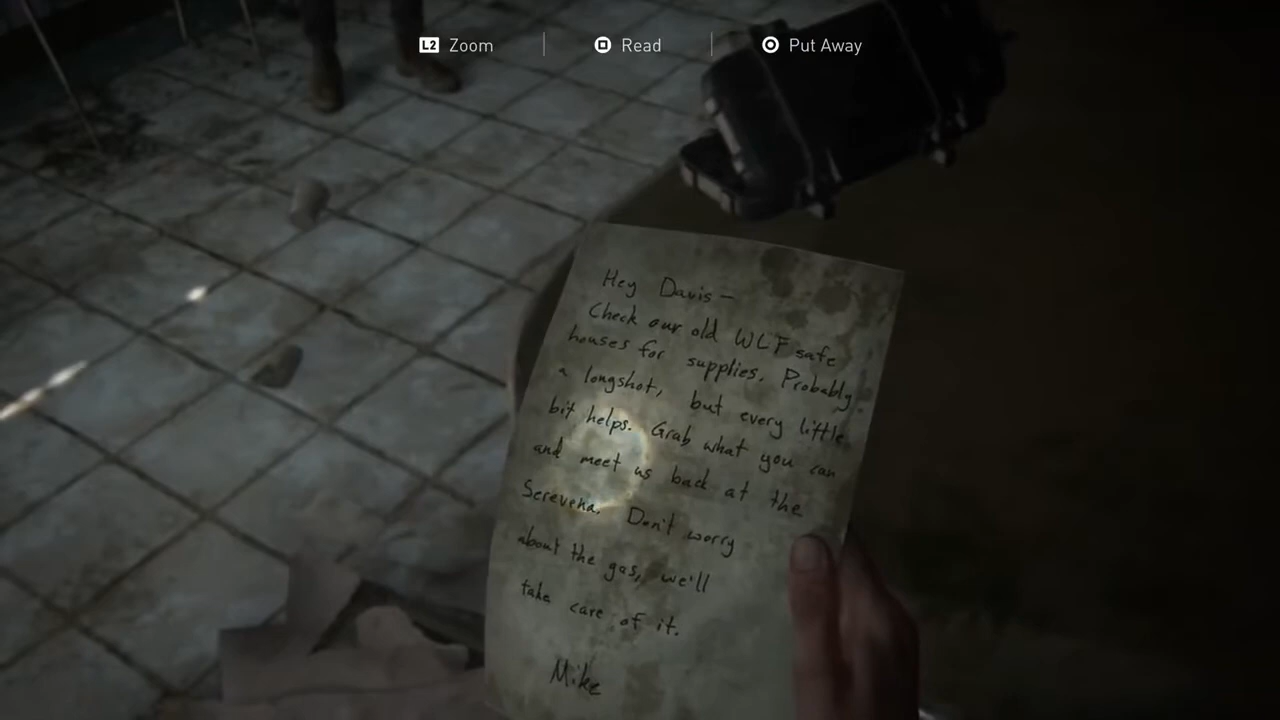 L2 Zoom | Read | Put Away
Hey Davis—
Check our old WLF safe
houses for supplies. Probably
a longshot, but every little
bit helps. Grab what you can
and meet us back at the
Serevena. Don't worry
about the gas, we'll
take care of it.
Mike